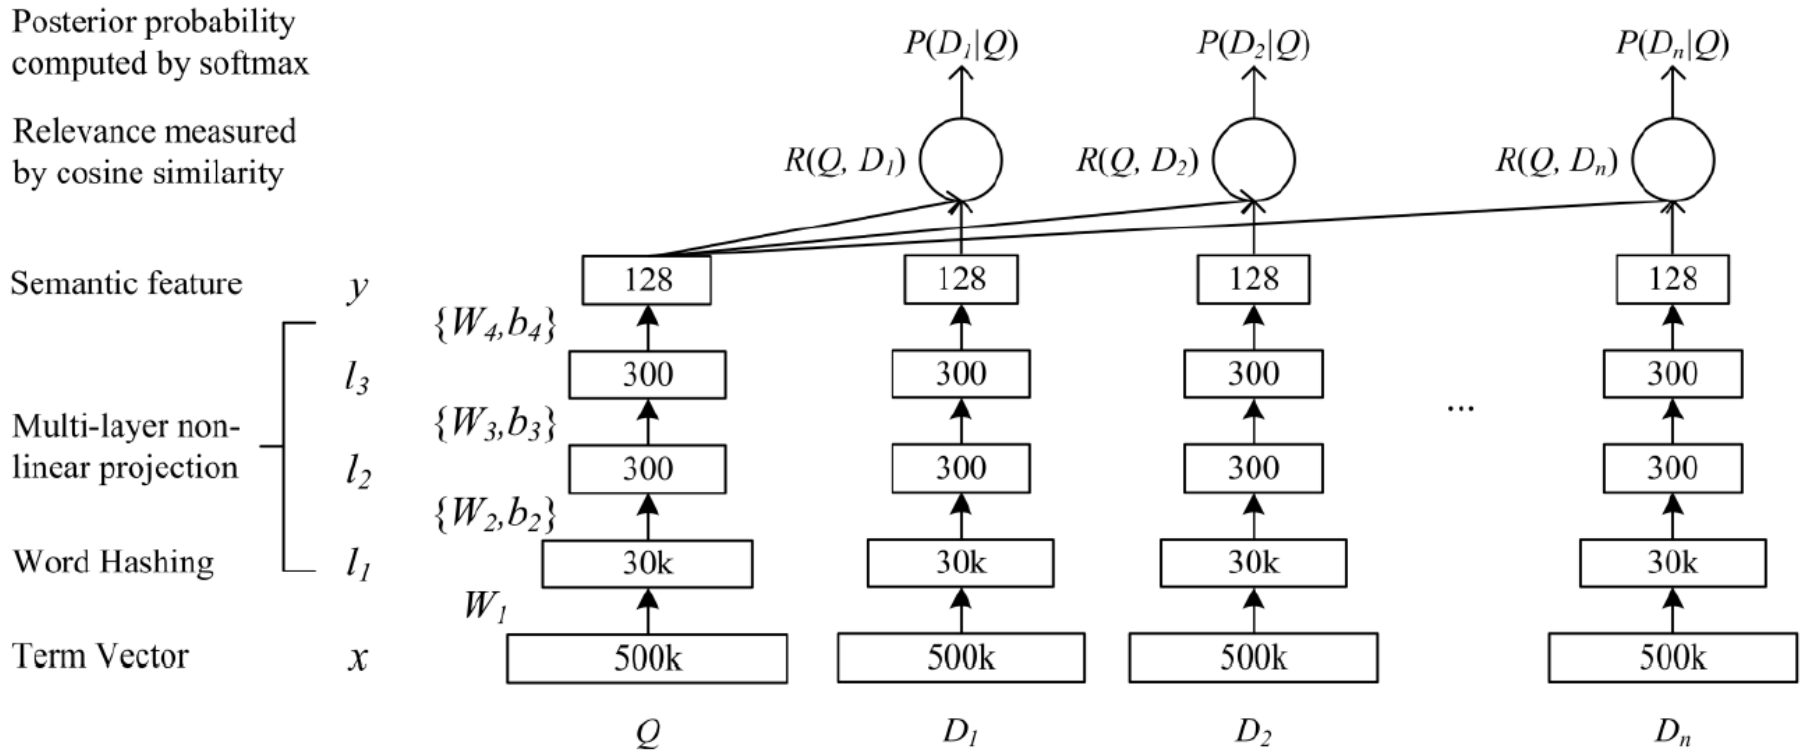 Posterior probability
computed by softmax
P(D1|Q) P(D2|Q) P(Dn|Q)
Relevance measured
by cosine similarity
R(Q, D1) R(Q, D2) R(Q, Dn)
Semantic feature y 128 128 128 128
{W4,b4}
l3 300 300 300 300
{W3,b3} ...
Multi-layer non-
linear projection
l2 300 300 300 300
{W2,b2}
Word Hashing l1 30k 30k 30k 30k
W1
Term Vector x 500k 500k 500k 500k
Q D1 D2 Dn